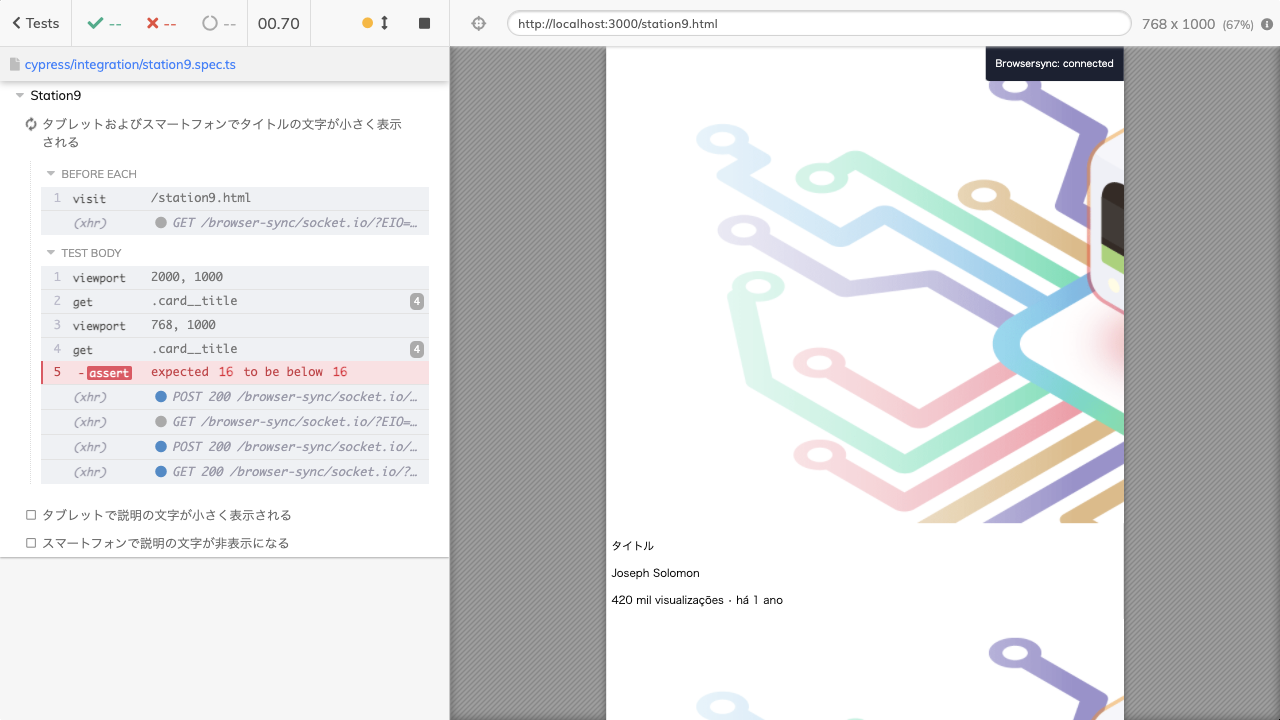 Tests
--
--
--
00.70
http://localhost:3000/station9.html
768 x 1000 (67%)
cypress/integration/station9.spec.ts
Browsersync: connected
Station9
タブレットおよびスマートフォンでタイトルの文字が小さく表示
される
BEFORE EACH
1 visit /station9.html
(xhr) GET /browser-sync/socket.io/?EIO=…
TEST BODY
1 viewport 2000, 1000
2 get .card__title 4
3 viewport 768, 1000
4 get .card__title 4
5 -assert expected 16 to be below 16
(xhr) POST 200 /browser-sync/socket.io/…
(xhr) GET /browser-sync/socket.io/?EIO=…
(xhr) POST 200 /browser-sync/socket.io/…
(xhr) GET 200 /browser-sync/socket.io/?…
タブレットで説明の文字が小さく表示される
スマートフォンで説明の文字が非表示になる
タイトル
Joseph Solomon
420 mil visualizações · há 1 ano